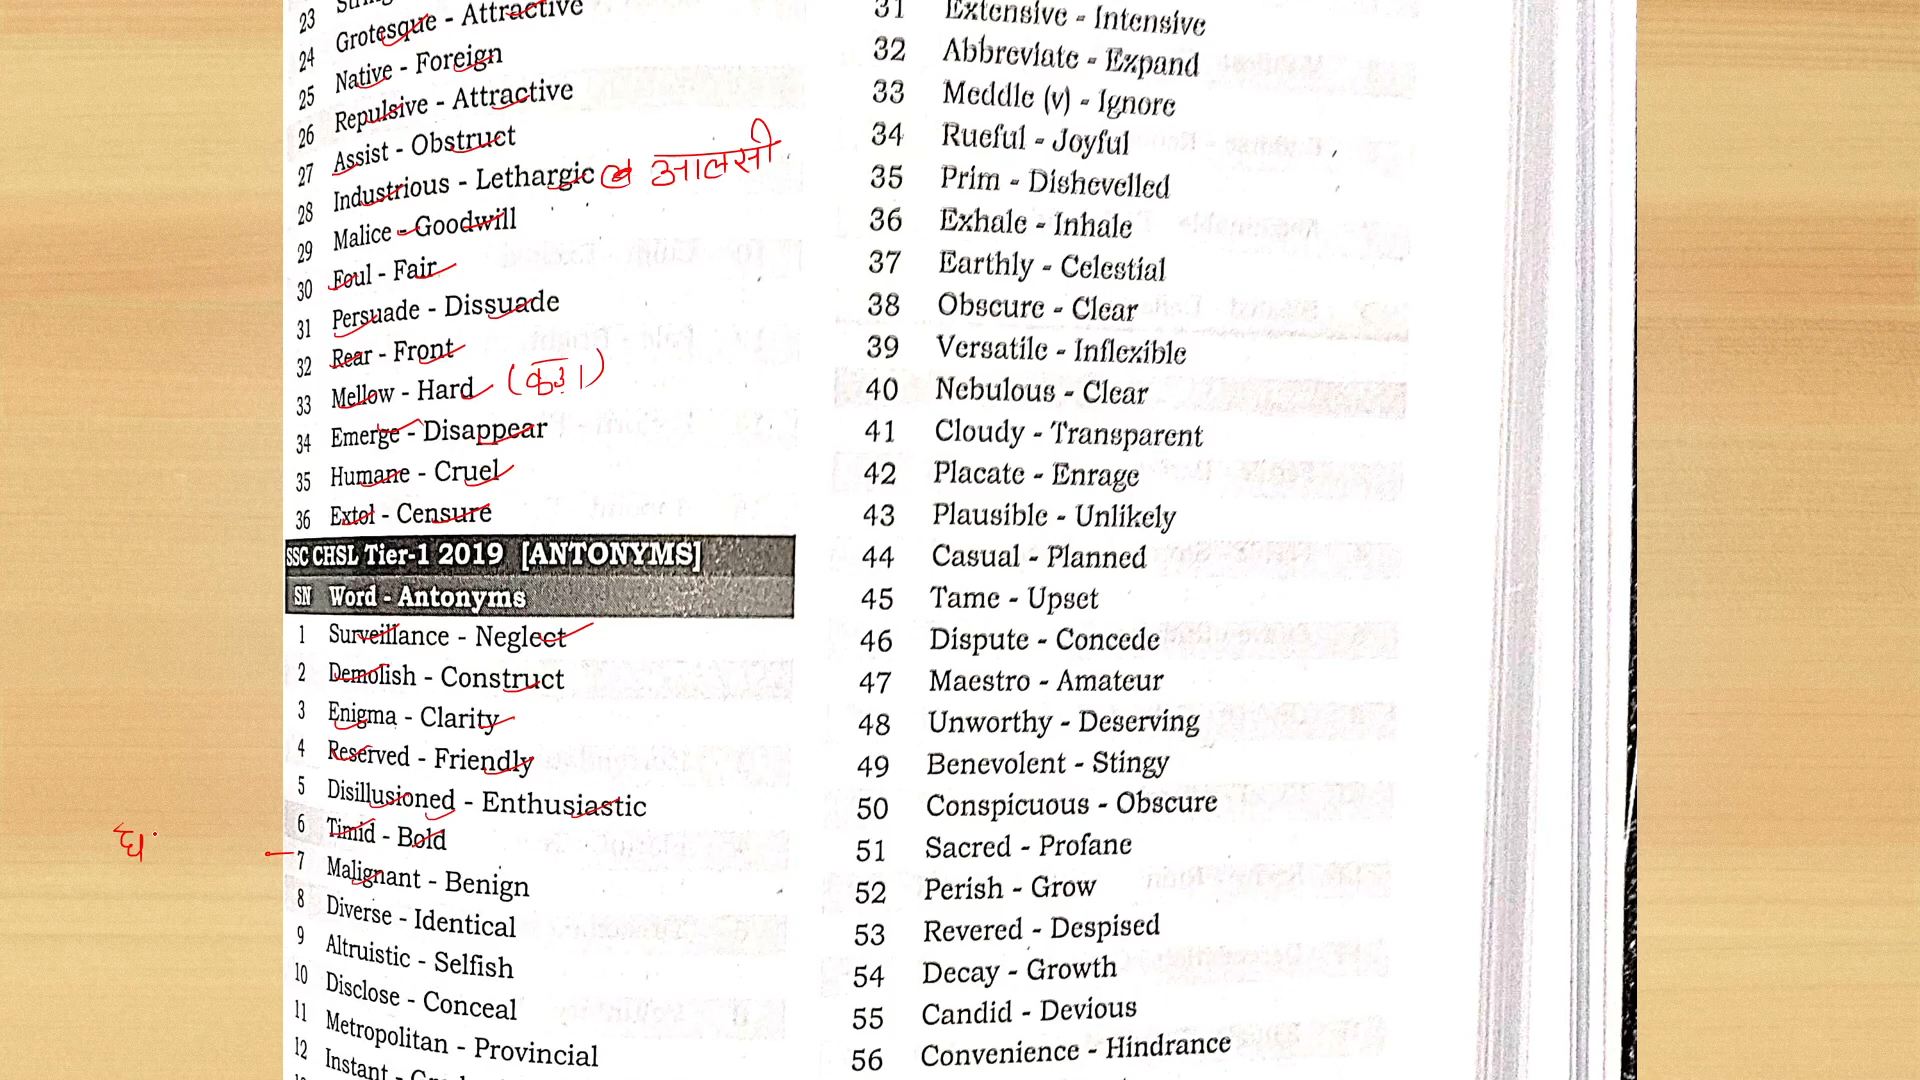 23
24 Grotesque - Attractive
25 Native - Foreign
26 Repulsive - Attractive
27 Assist - Obstruct
28 Industrious - Lethargic आलसी
29 Malice - Goodwill
30 Foul - Fair
31 Persuade - Dissuade
32 Rear - Front
33 Mellow - Hard
34 Emerge - Disappear
35 Humane - Cruel
36 Extol - Censure
SSC CHSL Tier-1 2019 [ANTONYMS]
SN Word - Antonyms
1 Surveillance - Neglect
2 Demolish - Construct
3 Enigma - Clarity
4 Reserved - Friendly
5 Disillusioned - Enthusiastic
6 Timid - Bold
7 Malignant - Benign
8 Diverse - Identical
9 Altruistic - Selfish
10 Disclose - Conceal
11 Metropolitan - Provincial
12 Instant -
31 Extensive - Intensive
32 Abbreviate - Expand
33 Meddle (v) - Ignore
34 Rueful - Joyful
35 Prim - Dishevelled
36 Exhale - Inhale
37 Earthly - Celestial
38 Obscure - Clear
39 Versatile - Inflexible
40 Nebulous - Clear
41 Cloudy - Transparent
42 Placate - Enrage
43 Plausible - Unlikely
44 Casual - Planned
45 Tame - Upset
46 Dispute - Concede
47 Maestro - Amateur
48 Unworthy - Deserving
49 Benevolent - Stingy
50 Conspicuous - Obscure
51 Sacred - Profane
52 Perish - Grow
53 Revered - Despised
54 Decay - Growth
55 Candid - Devious
56 Convenience - Hindrance